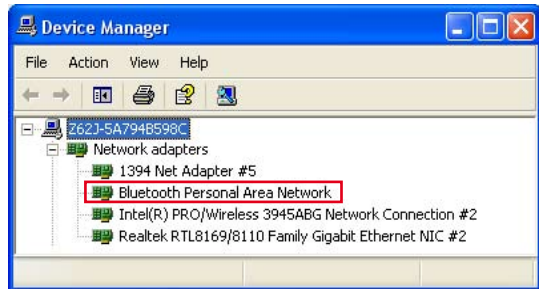 Device Manager
File Action View Help
Z62J-5A794B598C
Network adapters
1394 Net Adapter #5
Bluetooth Personal Area Network
Intel(R) PRO/Wireless 3945ABG Network Connection #2
Realtek RTL8169/8110 Family Gigabit Ethernet NIC #2